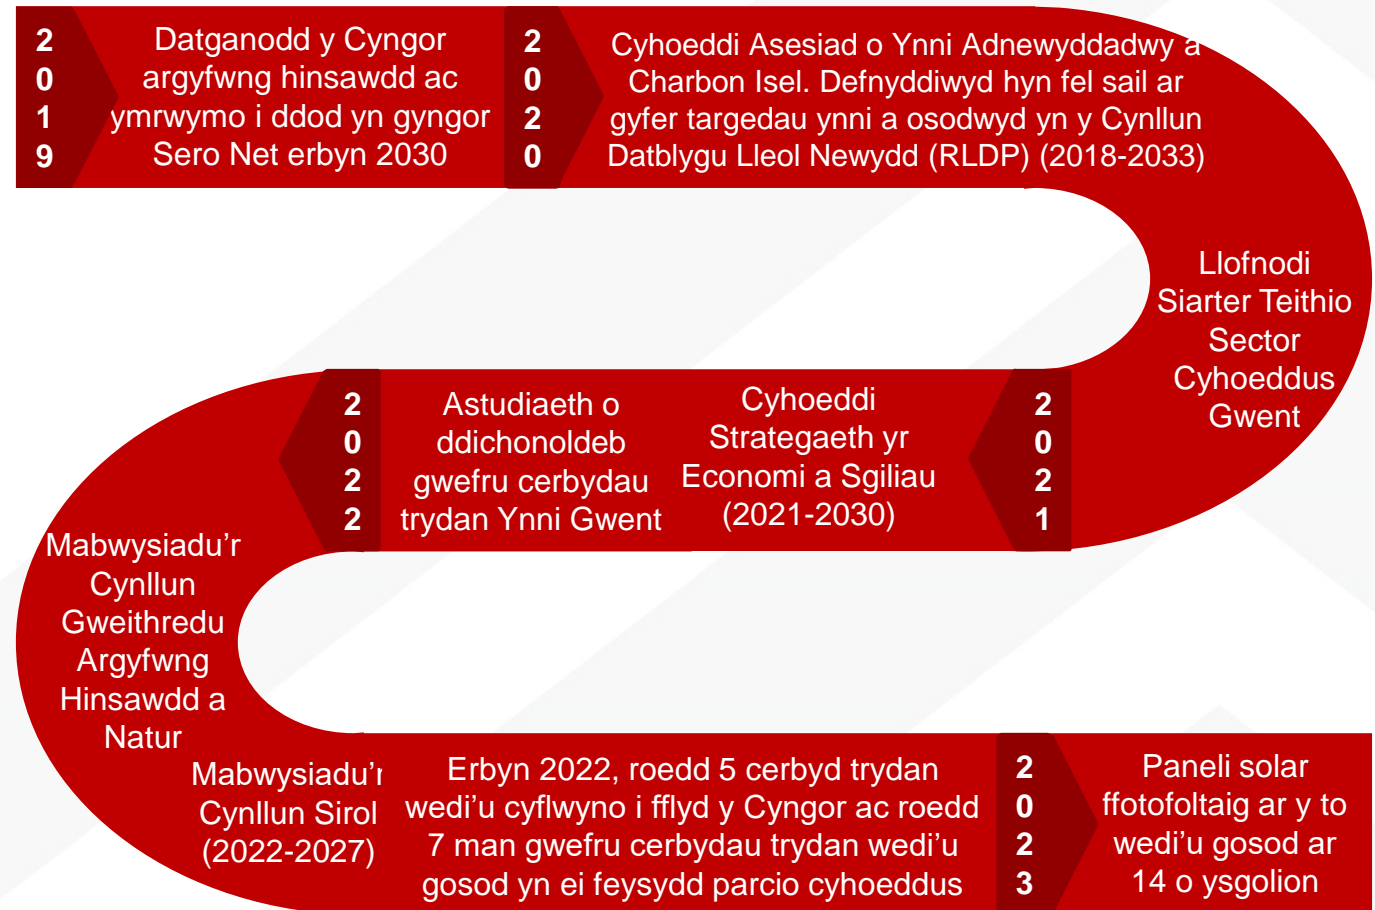 2
0
1
9
Datganodd y Cyngor
argyfwng hinsawdd ac
ymrwymo i ddod yn gyngor
Sero Net erbyn 2030
2
0
2
0
Cyhoeddi Asesiad o Ynni Adnewyddadwy a
Charbon Isel. Defnyddiwyd hyn fel sail ar
gyfer targedau ynni a osodwyd yn y Cynllun
Datblygu Lleol Newydd (RLDP) (2018-2033)
Llofnodi
Siarter Teithio
Sector
Cyhoeddus
Gwent
2
0
2
1
Cyhoeddi
Strategaeth yr
Economi a Sgiliau
(2021-2030)
Astudiaeth o
ddichonoldeb
gwefru cerbydau
trydan Ynni Gwent
2
0
2
2
Mabwysiadu’r
Cynllun
Gweithredu
Argyfwng
Hinsawdd a
Natur
Mabwysiadu’r
Cynllun Sirol
(2022-2027)
Erbyn 2022, roedd 5 cerbyd trydan
wedi’u cyflwyno i fflyd y Cyngor ac roedd
7 man gwefru cerbydau trydan wedi’u
gosod yn ei feysydd parcio cyhoeddus
2
0
2
3
Paneli solar
ffotofoltaig ar y to
wedi’u gosod ar
14 o ysgolion